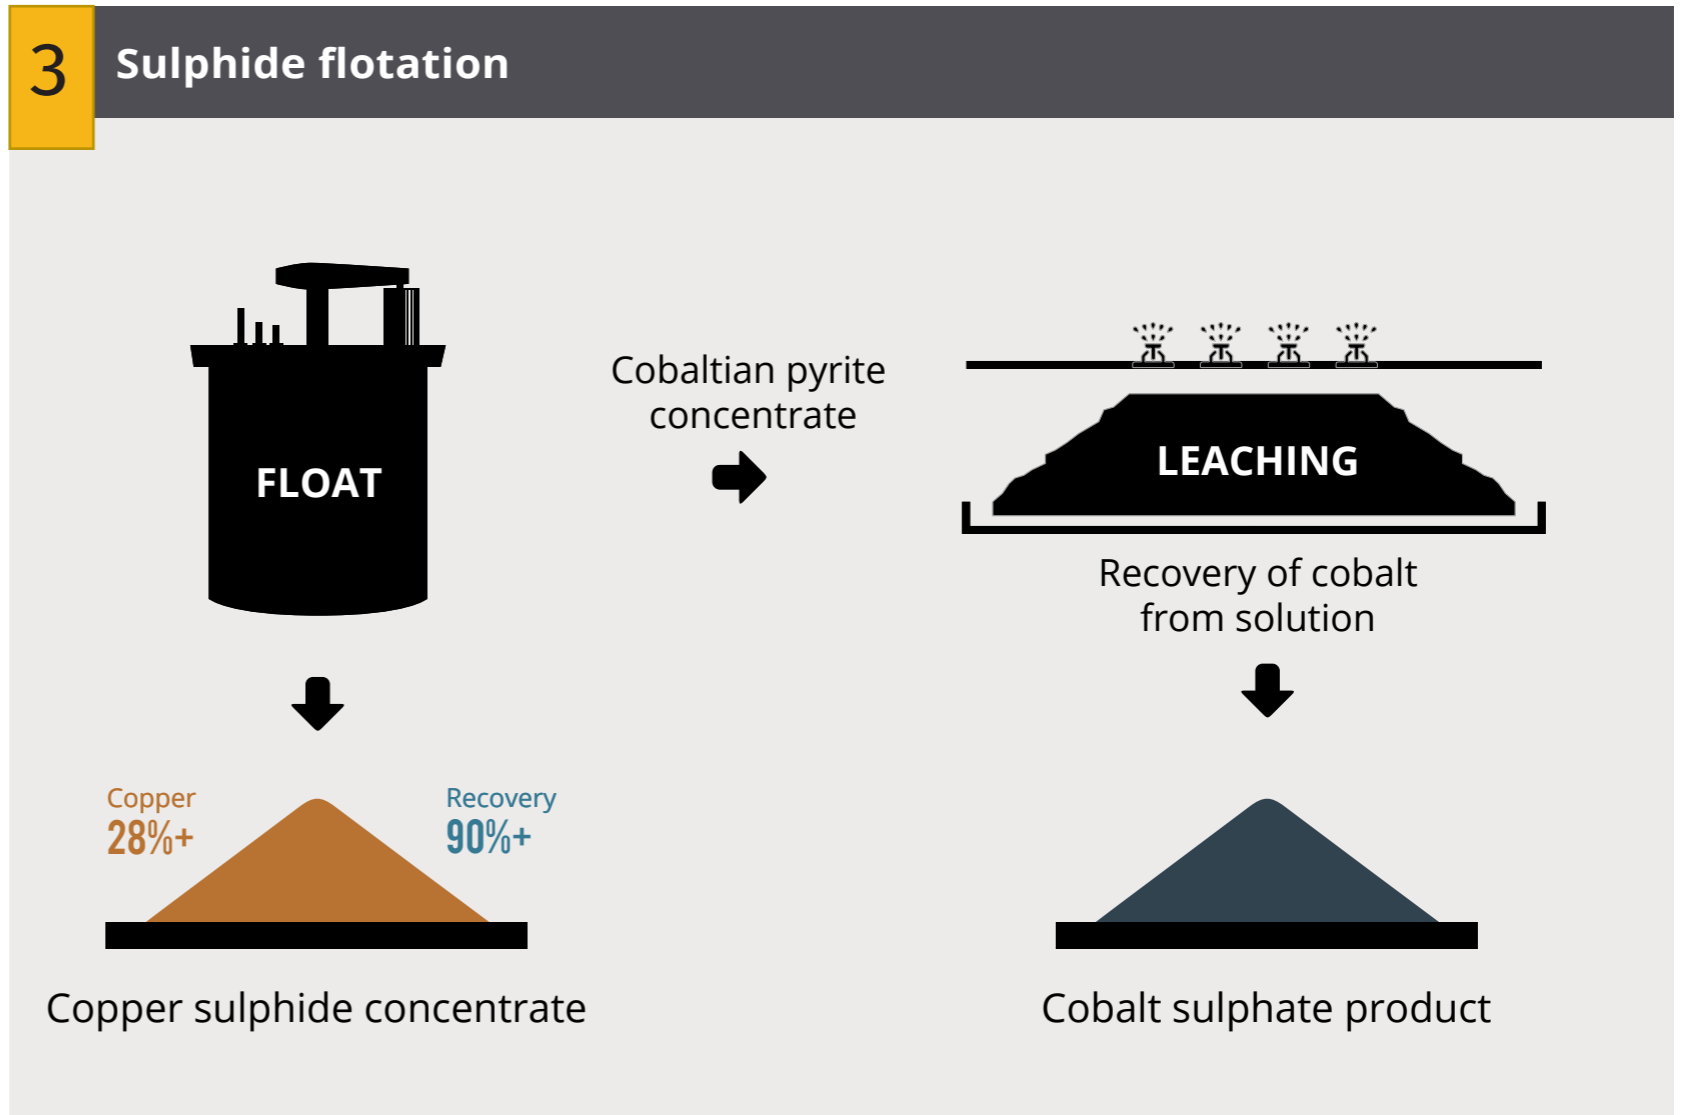 3
Sulphide flotation
FLOAT
Cobaltian pyrite
concentrate
LEACHING
Recovery of cobalt
from solution
Copper
28%+
Recovery
90%+
Copper sulphide concentrate
Cobalt sulphate product